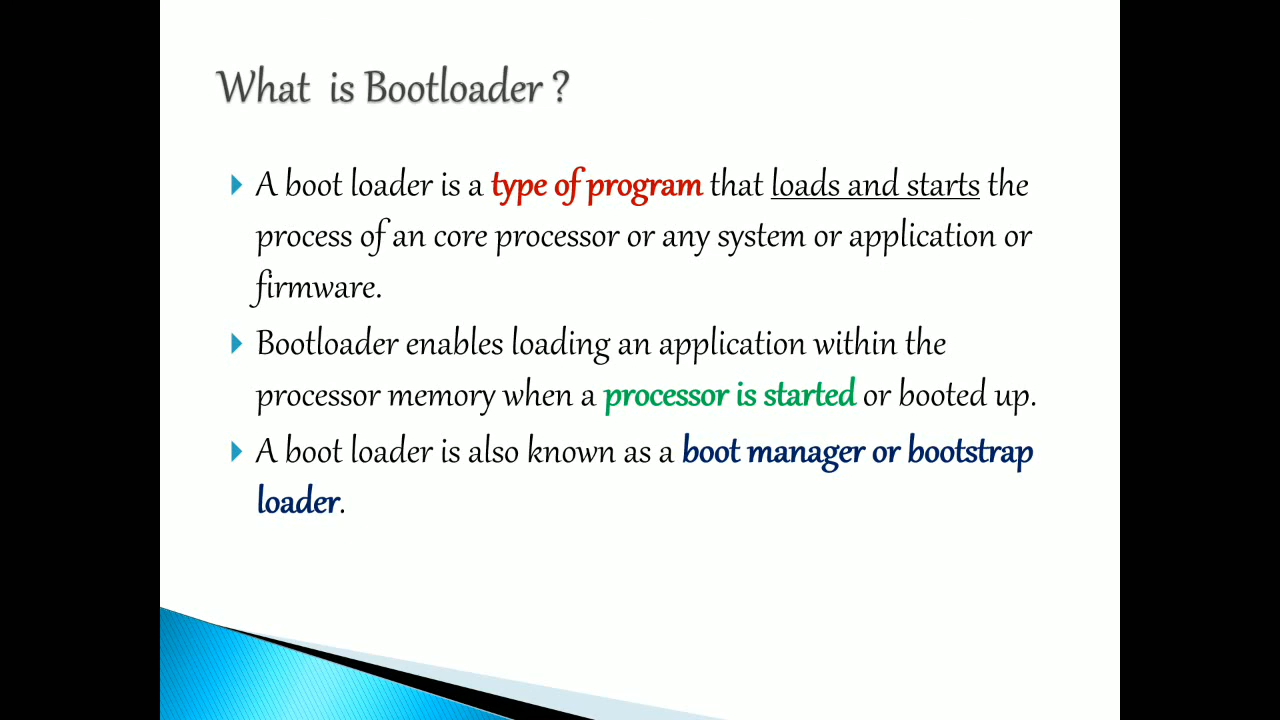 What is Bootloader ?
A boot loader is a type of program that loads and starts the
process of an core processor or any system or application or
firmware.
Bootloader enables loading an application within the
processor memory when a processor is started or booted up.
A boot loader is also known as a boot manager or bootstrap
loader.